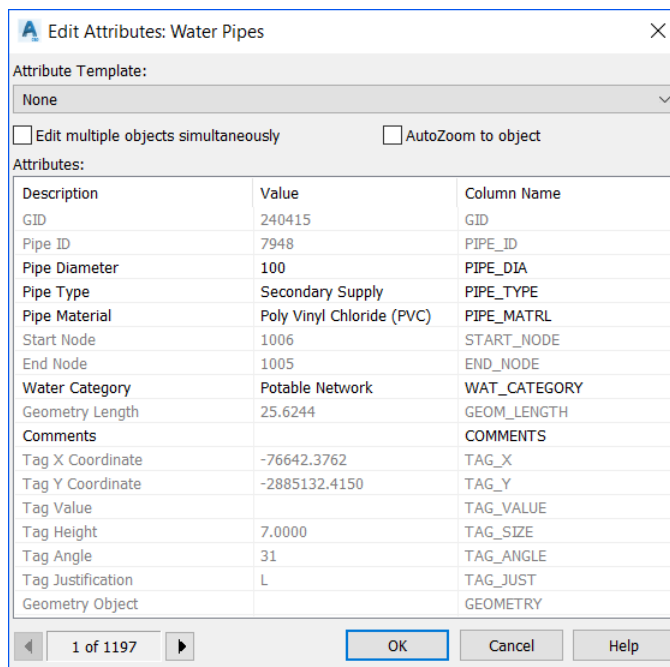 Edit Attributes: Water Pipes
Attribute Template:
None
Edit multiple objects simultaneously AutoZoom to object
Attributes:
Description Value Column Name
GID 240415 GID
Pipe ID 7948 PIPE_ID
Pipe Diameter 100 PIPE_DIA
Pipe Type Secondary Supply PIPE_TYPE
Pipe Material Poly Vinyl Chloride (PVC) PIPE_MATRL
Start Node 1006 START_NODE
End Node 1005 END_NODE
Water Category Potable Network WAT_CATEGORY
Geometry Length 25.6244 GEOM_LENGTH
Comments COMMENTS
Tag X Coordinate -76642.3762 TAG_X
Tag Y Coordinate -2885132.4150 TAG_Y
Tag Value TAG_VALUE
Tag Height 7.0000 TAG_SIZE
Tag Angle 31 TAG_ANGLE
Tag Justification L TAG_JUST
Geometry Object GEOMETRY
1 of 1197 OK Cancel Help